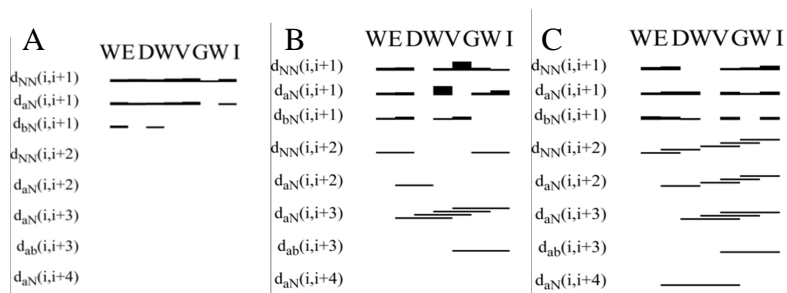 A
WEDWVGWI
dNN(i,i+1)
daN(i,i+1)
dbN(i,i+1)
dNN(i,i+2)
daN(i,i+2)
daN(i,i+3)
dab(i,i+3)
daN(i,i+4)
B
WEDWVGWI
dNN(i,i+1)
daN(i,i+1)
dbN(i,i+1)
dNN(i,i+2)
daN(i,i+2)
daN(i,i+3)
dab(i,i+3)
daN(i,i+4)
C
WEDWVGWI
dNN(i,i+1)
daN(i,i+1)
dbN(i,i+1)
dNN(i,i+2)
daN(i,i+2)
daN(i,i+3)
dab(i,i+3)
daN(i,i+4)